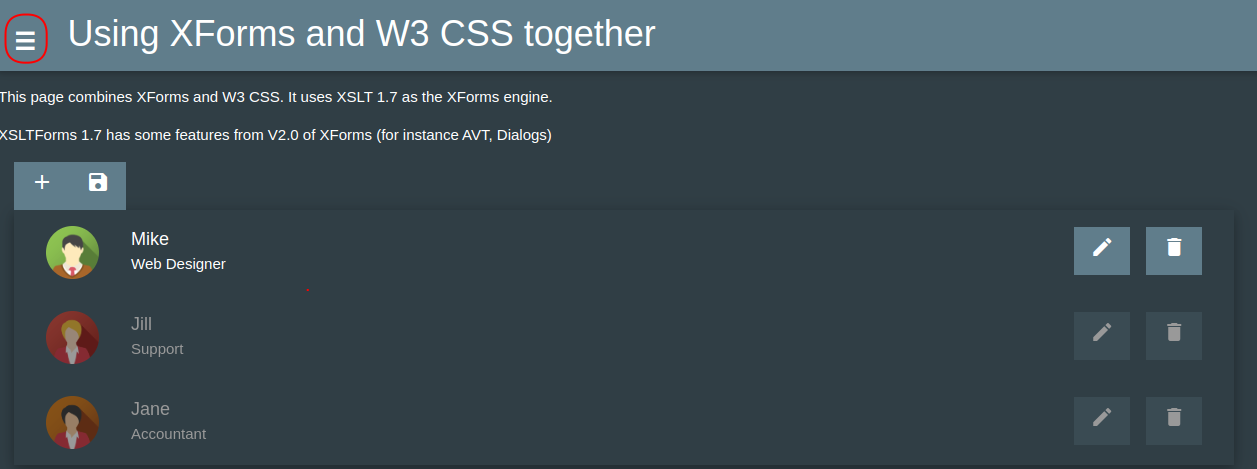 Using XForms and W3 CSS together
This page combines XForms and W3 CSS. It uses XSLT 1.7 as the XForms engine.
XSLTForms 1.7 has some features from V2.0 of XForms (for instance AVT, Dialogs)
Mike
Web Designer
Jill
Support
Jane
Accountant